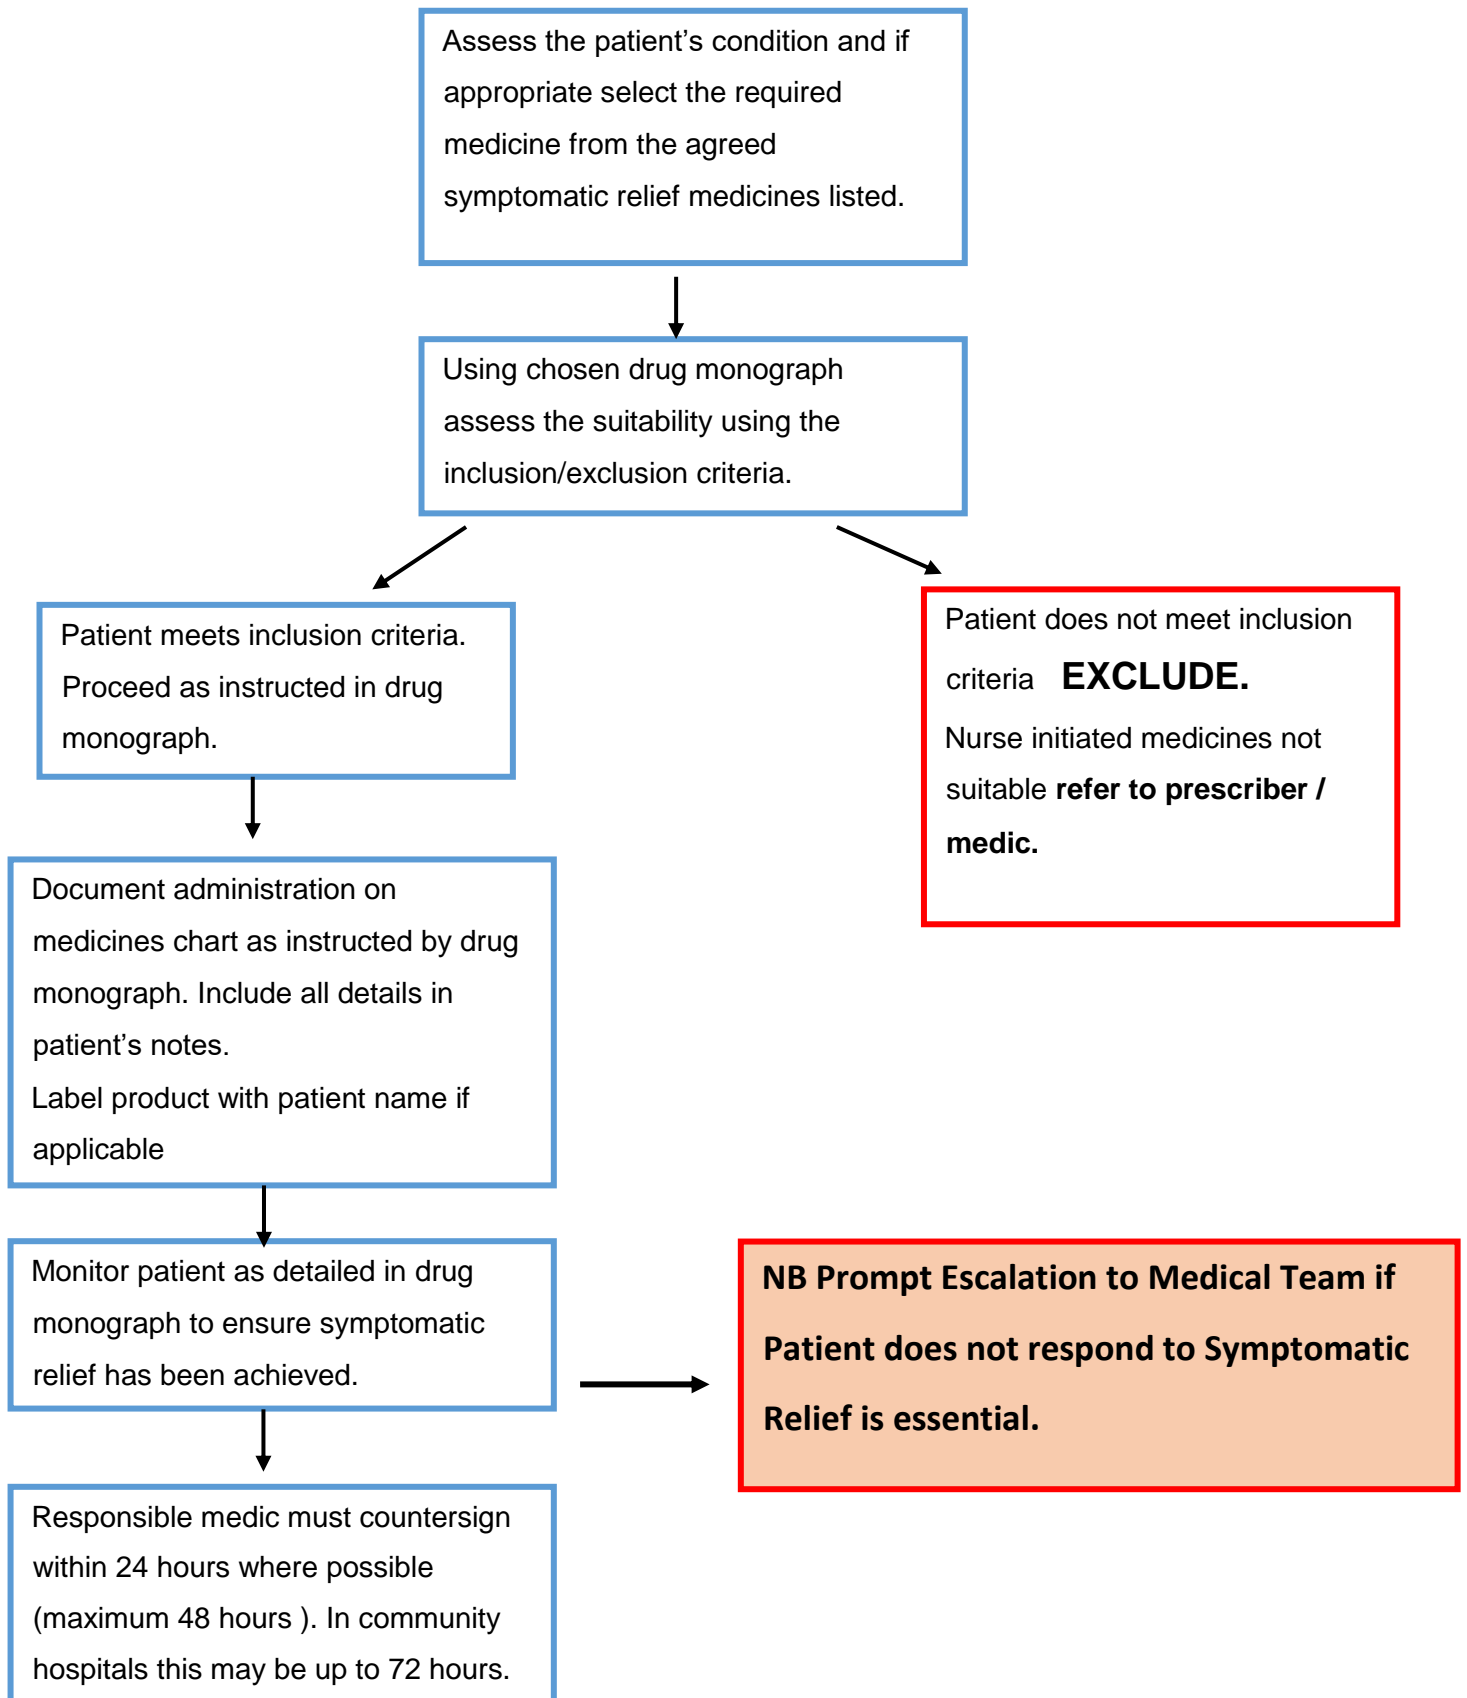 Assess the patient’s condition and if
appropriate select the required
medicine from the agreed
symptomatic relief medicines listed.
Using chosen drug monograph
assess the suitability using the
inclusion/exclusion criteria.
Patient meets inclusion criteria.
Proceed as instructed in drug
monograph.
Patient does not meet inclusion
criteria EXCLUDE.
Nurse initiated medicines not
suitable refer to prescriber /
medic.
Document administration on
medicines chart as instructed by drug
monograph. Include all details in
patient’s notes.
Label product with patient name if
applicable
Monitor patient as detailed in drug
monograph to ensure symptomatic
relief has been achieved.
NB Prompt Escalation to Medical Team if
Patient does not respond to Symptomatic
Relief is essential.
Responsible medic must countersign
within 24 hours where possible
(maximum 48 hours ). In community
hospitals this may be up to 72 hours.